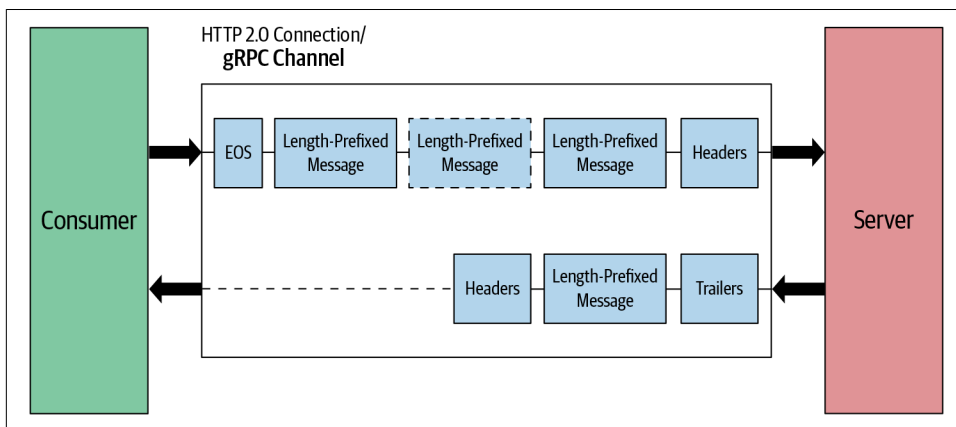 HTTP 2.0 Connection/
gRPC Channel
Consumer
EOS
Length-Prefixed
Message
Length-Prefixed
Message
Length-Prefixed
Message
Headers
Server
Headers
Length-Prefixed
Message
Trailers